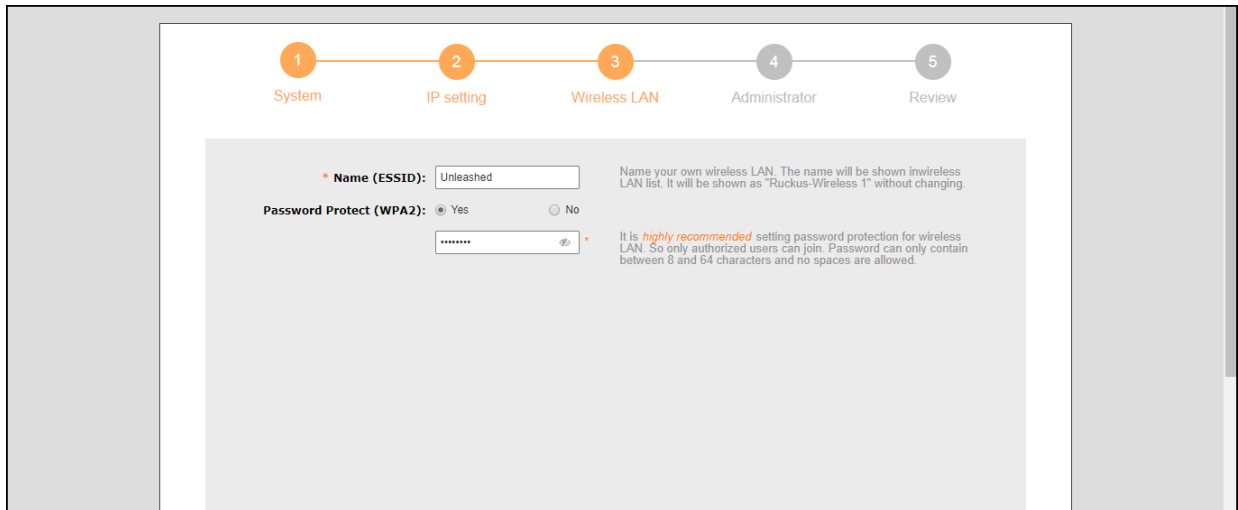 1 2 3 4 5
System IP setting Wireless LAN Administrator Review
* Name (ESSID): Unleashed
Name your own wireless LAN. The name will be shown inwireless
LAN list. It will be shown as "Ruckus-Wireless 1" without changing.
Password Protect (WPA2): Yes No
•••••••• *
It is highly recommended setting password protection for wireless
LAN. So only authorized users can join. Password can only contain
between 8 and 64 characters and no spaces are allowed.